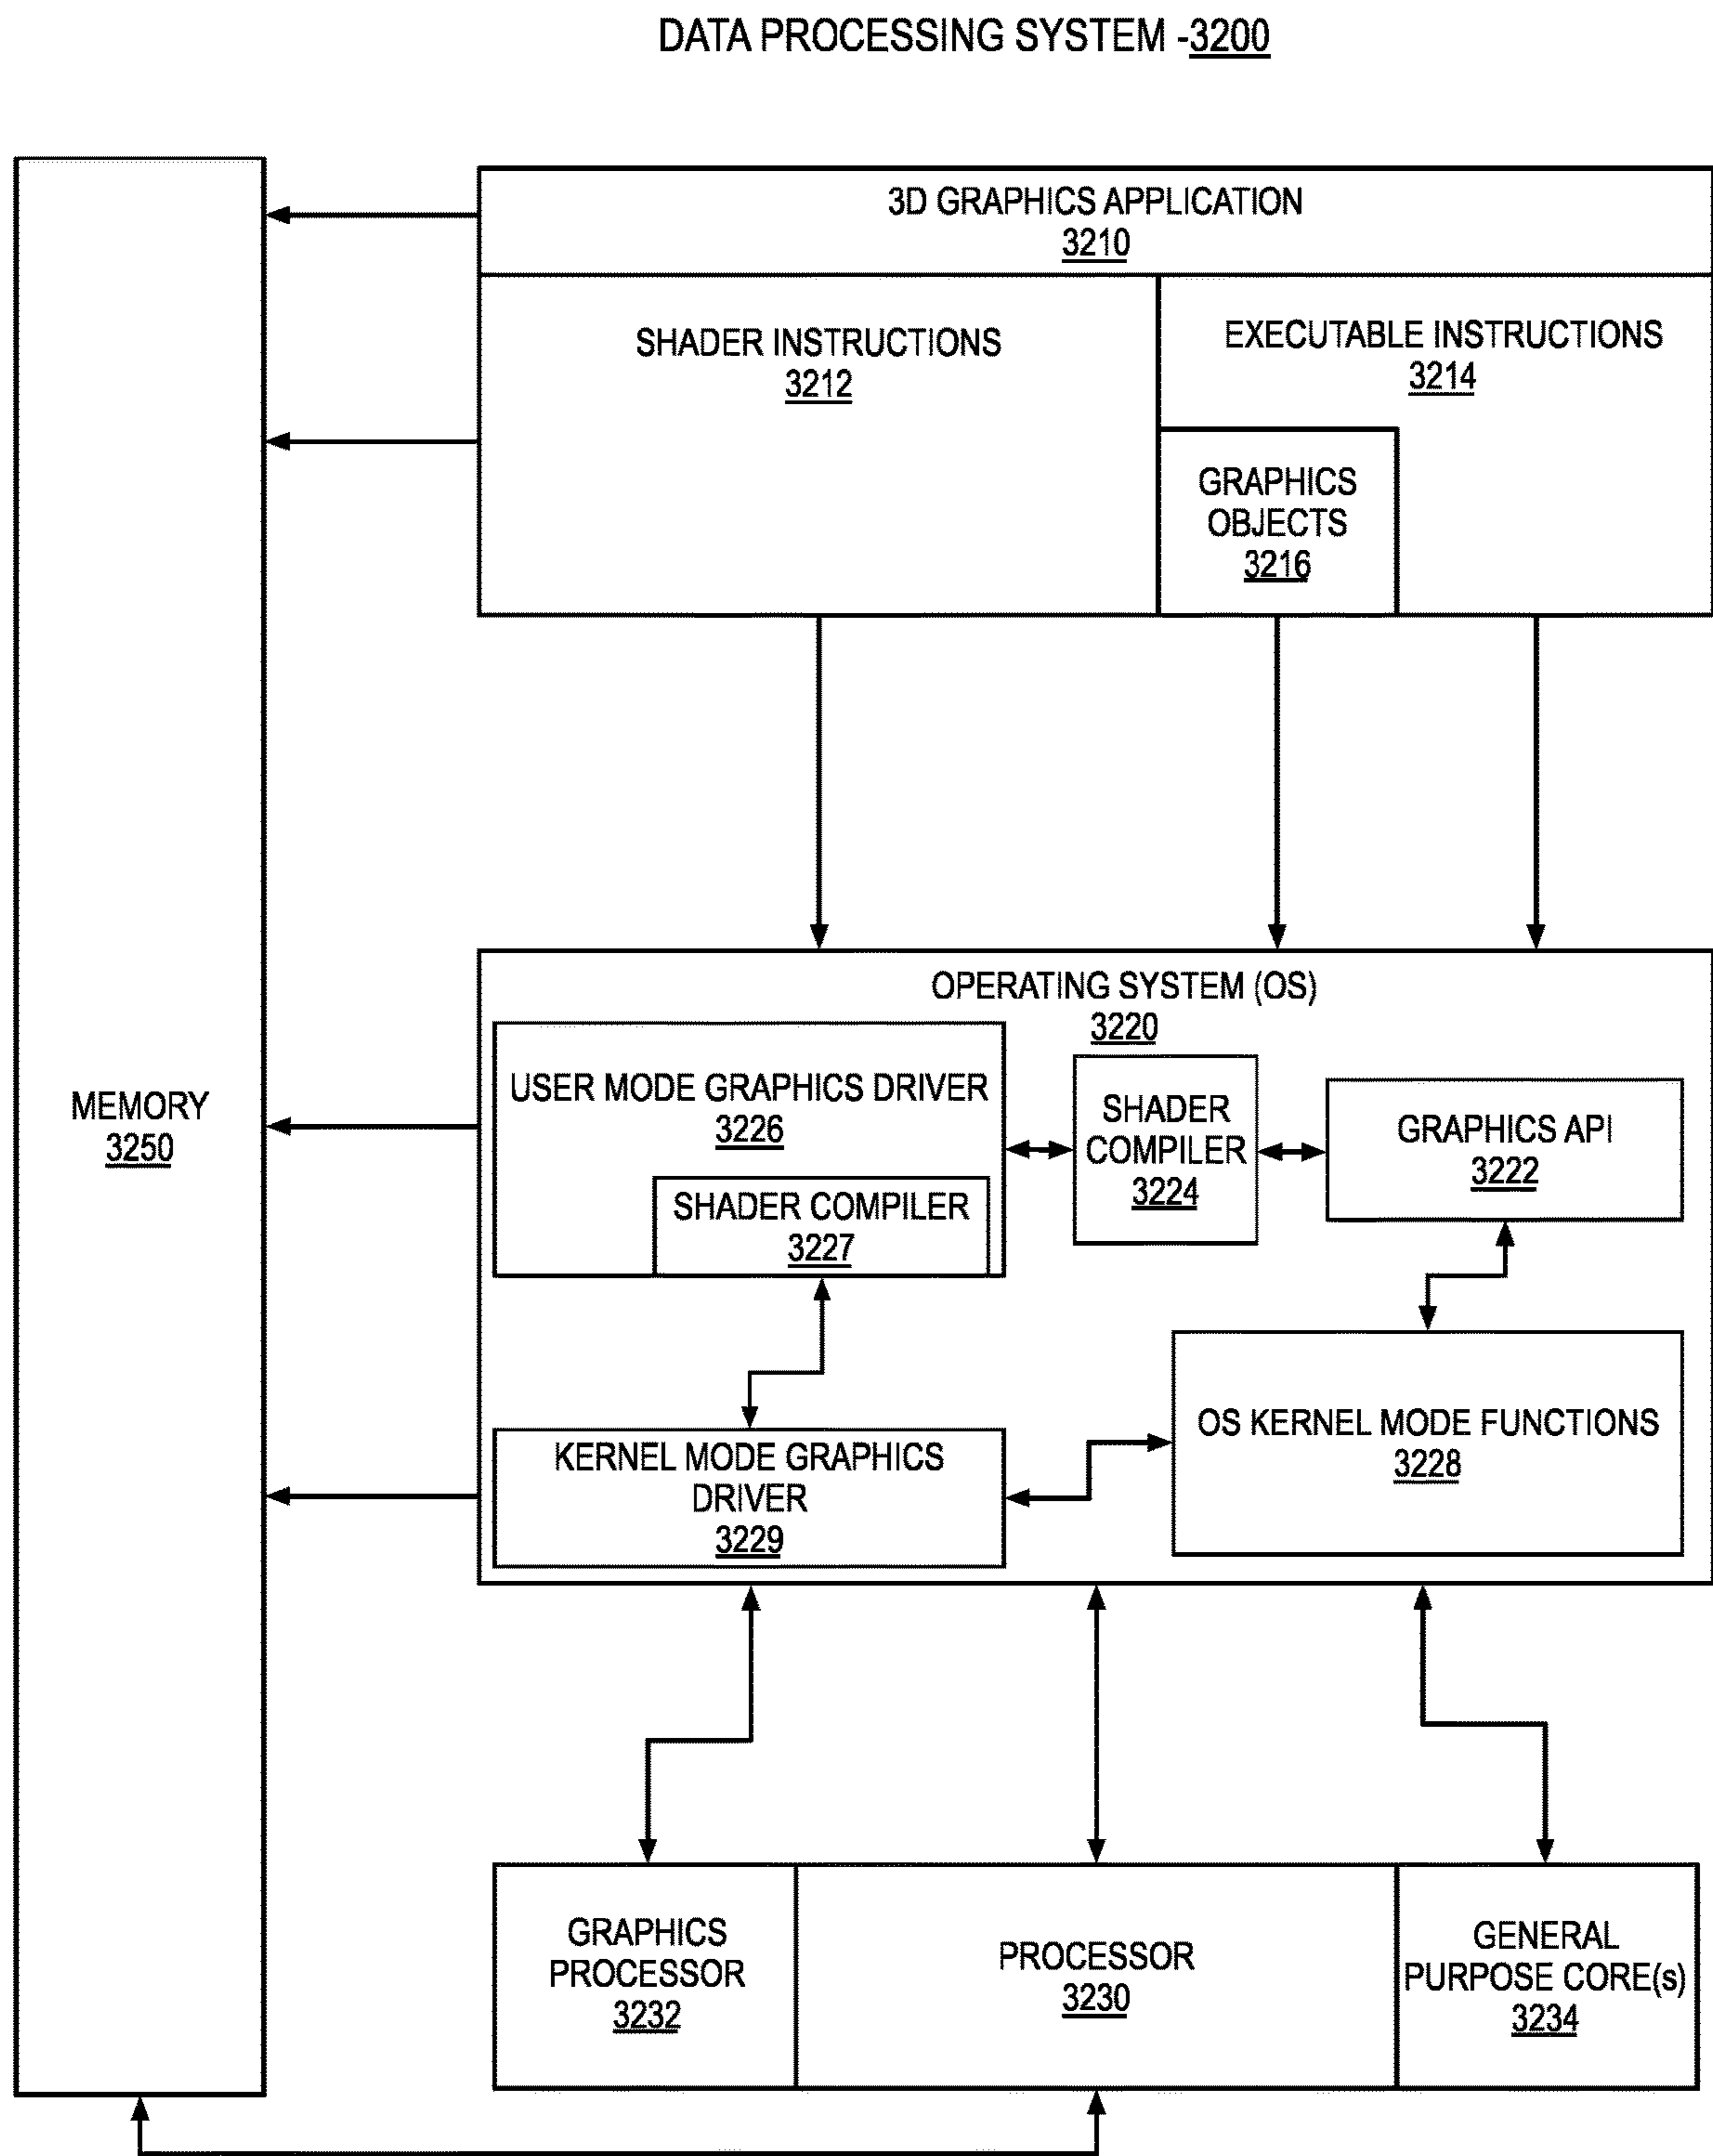 DATA PROCESSING SYSTEM -3200
3D GRAPHICS APPLICATION
3210
SHADER INSTRUCTIONS
3212
EXECUTABLE INSTRUCTIONS
3214
GRAPHICS
OBJECTS
3216
MEMORY
3250
OPERATING SYSTEM (OS)
3220
USER MODE GRAPHICS DRIVER
3226
SHADER COMPILER
3227
SHADER
COMPILER
3224
GRAPHICS API
3222
KERNEL MODE GRAPHICS
DRIVER
3229
OS KERNEL MODE FUNCTIONS
3228
GRAPHICS
PROCESSOR
3232
PROCESSOR
3230
GENERAL
PURPOSE CORE(s)
3234